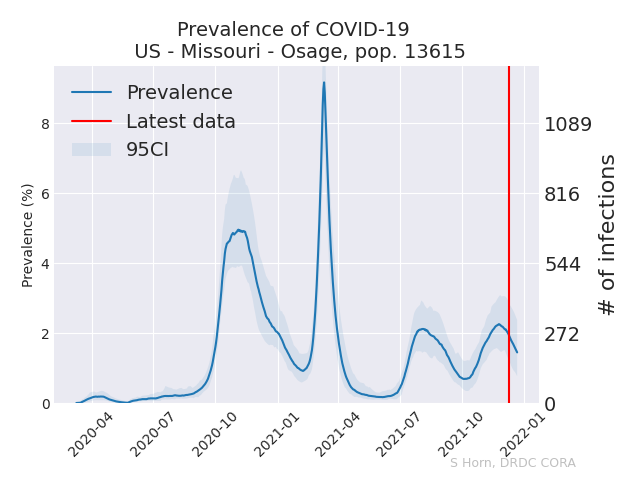 Prevalence of COVID-19
US - Missouri - Osage, pop. 13615
Prevalence
Latest data
95CI
Prevalence (%)
8
6
4
2
0
1089
816
544
272
0
# of infections
2020-04
2020-07
2020-10
2021-01
2021-04
2021-07
2021-10
2022-01
S Horn, DRDC CORA